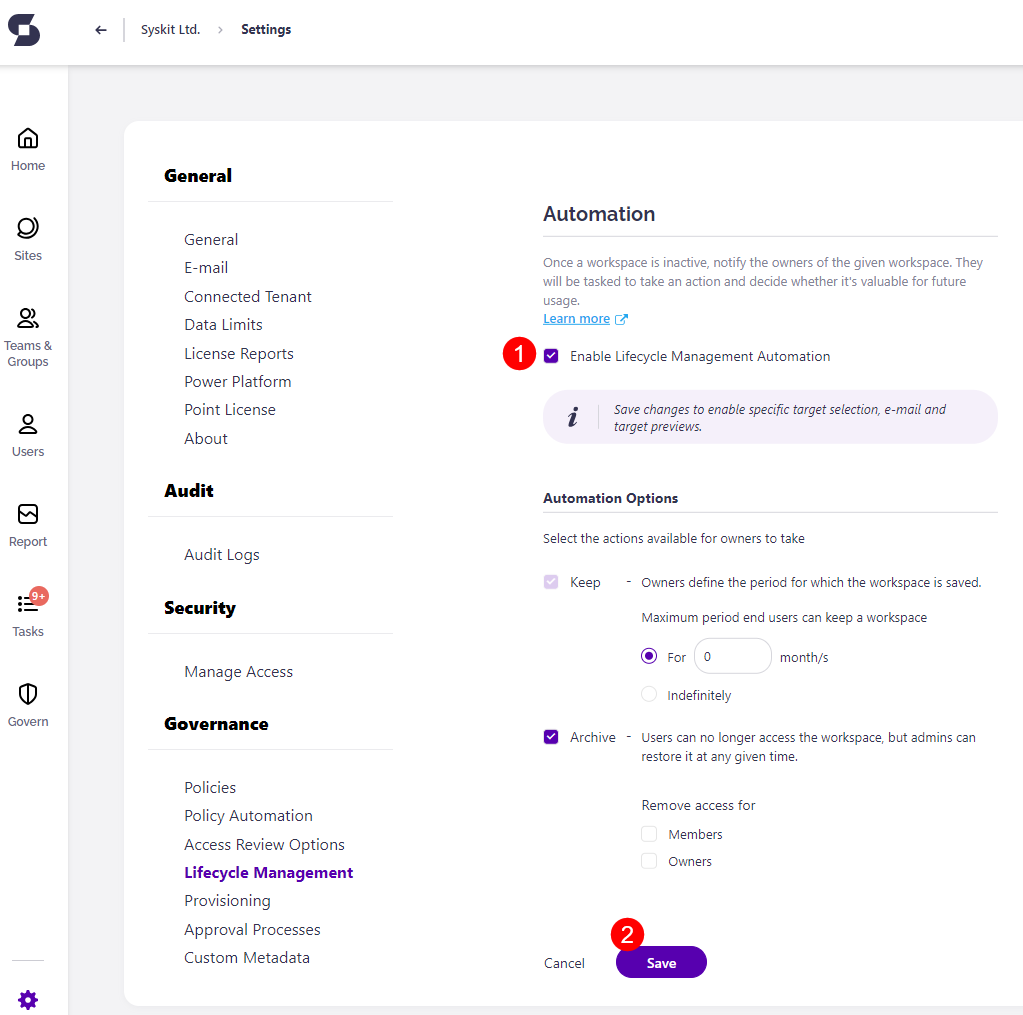 Syskit Ltd. > Settings
Home
Sites
Teams &
Groups
Users
Report
9+
Tasks
Govern
General
General
E-mail
Connected Tenant
Data Limits
License Reports
Power Platform
Point License
About
Audit
Audit Logs
Security
Manage Access
Governance
Policies
Policy Automation
Access Review Options
Lifecycle Management
Provisioning
Approval Processes
Custom Metadata
Automation
Once a workspace is inactive, notify the owners of the given workspace. They
will be tasked to take an action and decide whether it's valuable for future
usage.
Learn more
1 Enable Lifecycle Management Automation
i Save changes to enable specific target selection, e-mail and
target previews.
Automation Options
Select the actions available for owners to take
Keep - Owners define the period for which the workspace is saved.
Maximum period end users can keep a workspace
For 0 month/s
Indefinitely
Archive - Users can no longer access the workspace, but admins can
restore it at any given time.
Remove access for
Members
Owners
2
Cancel Save